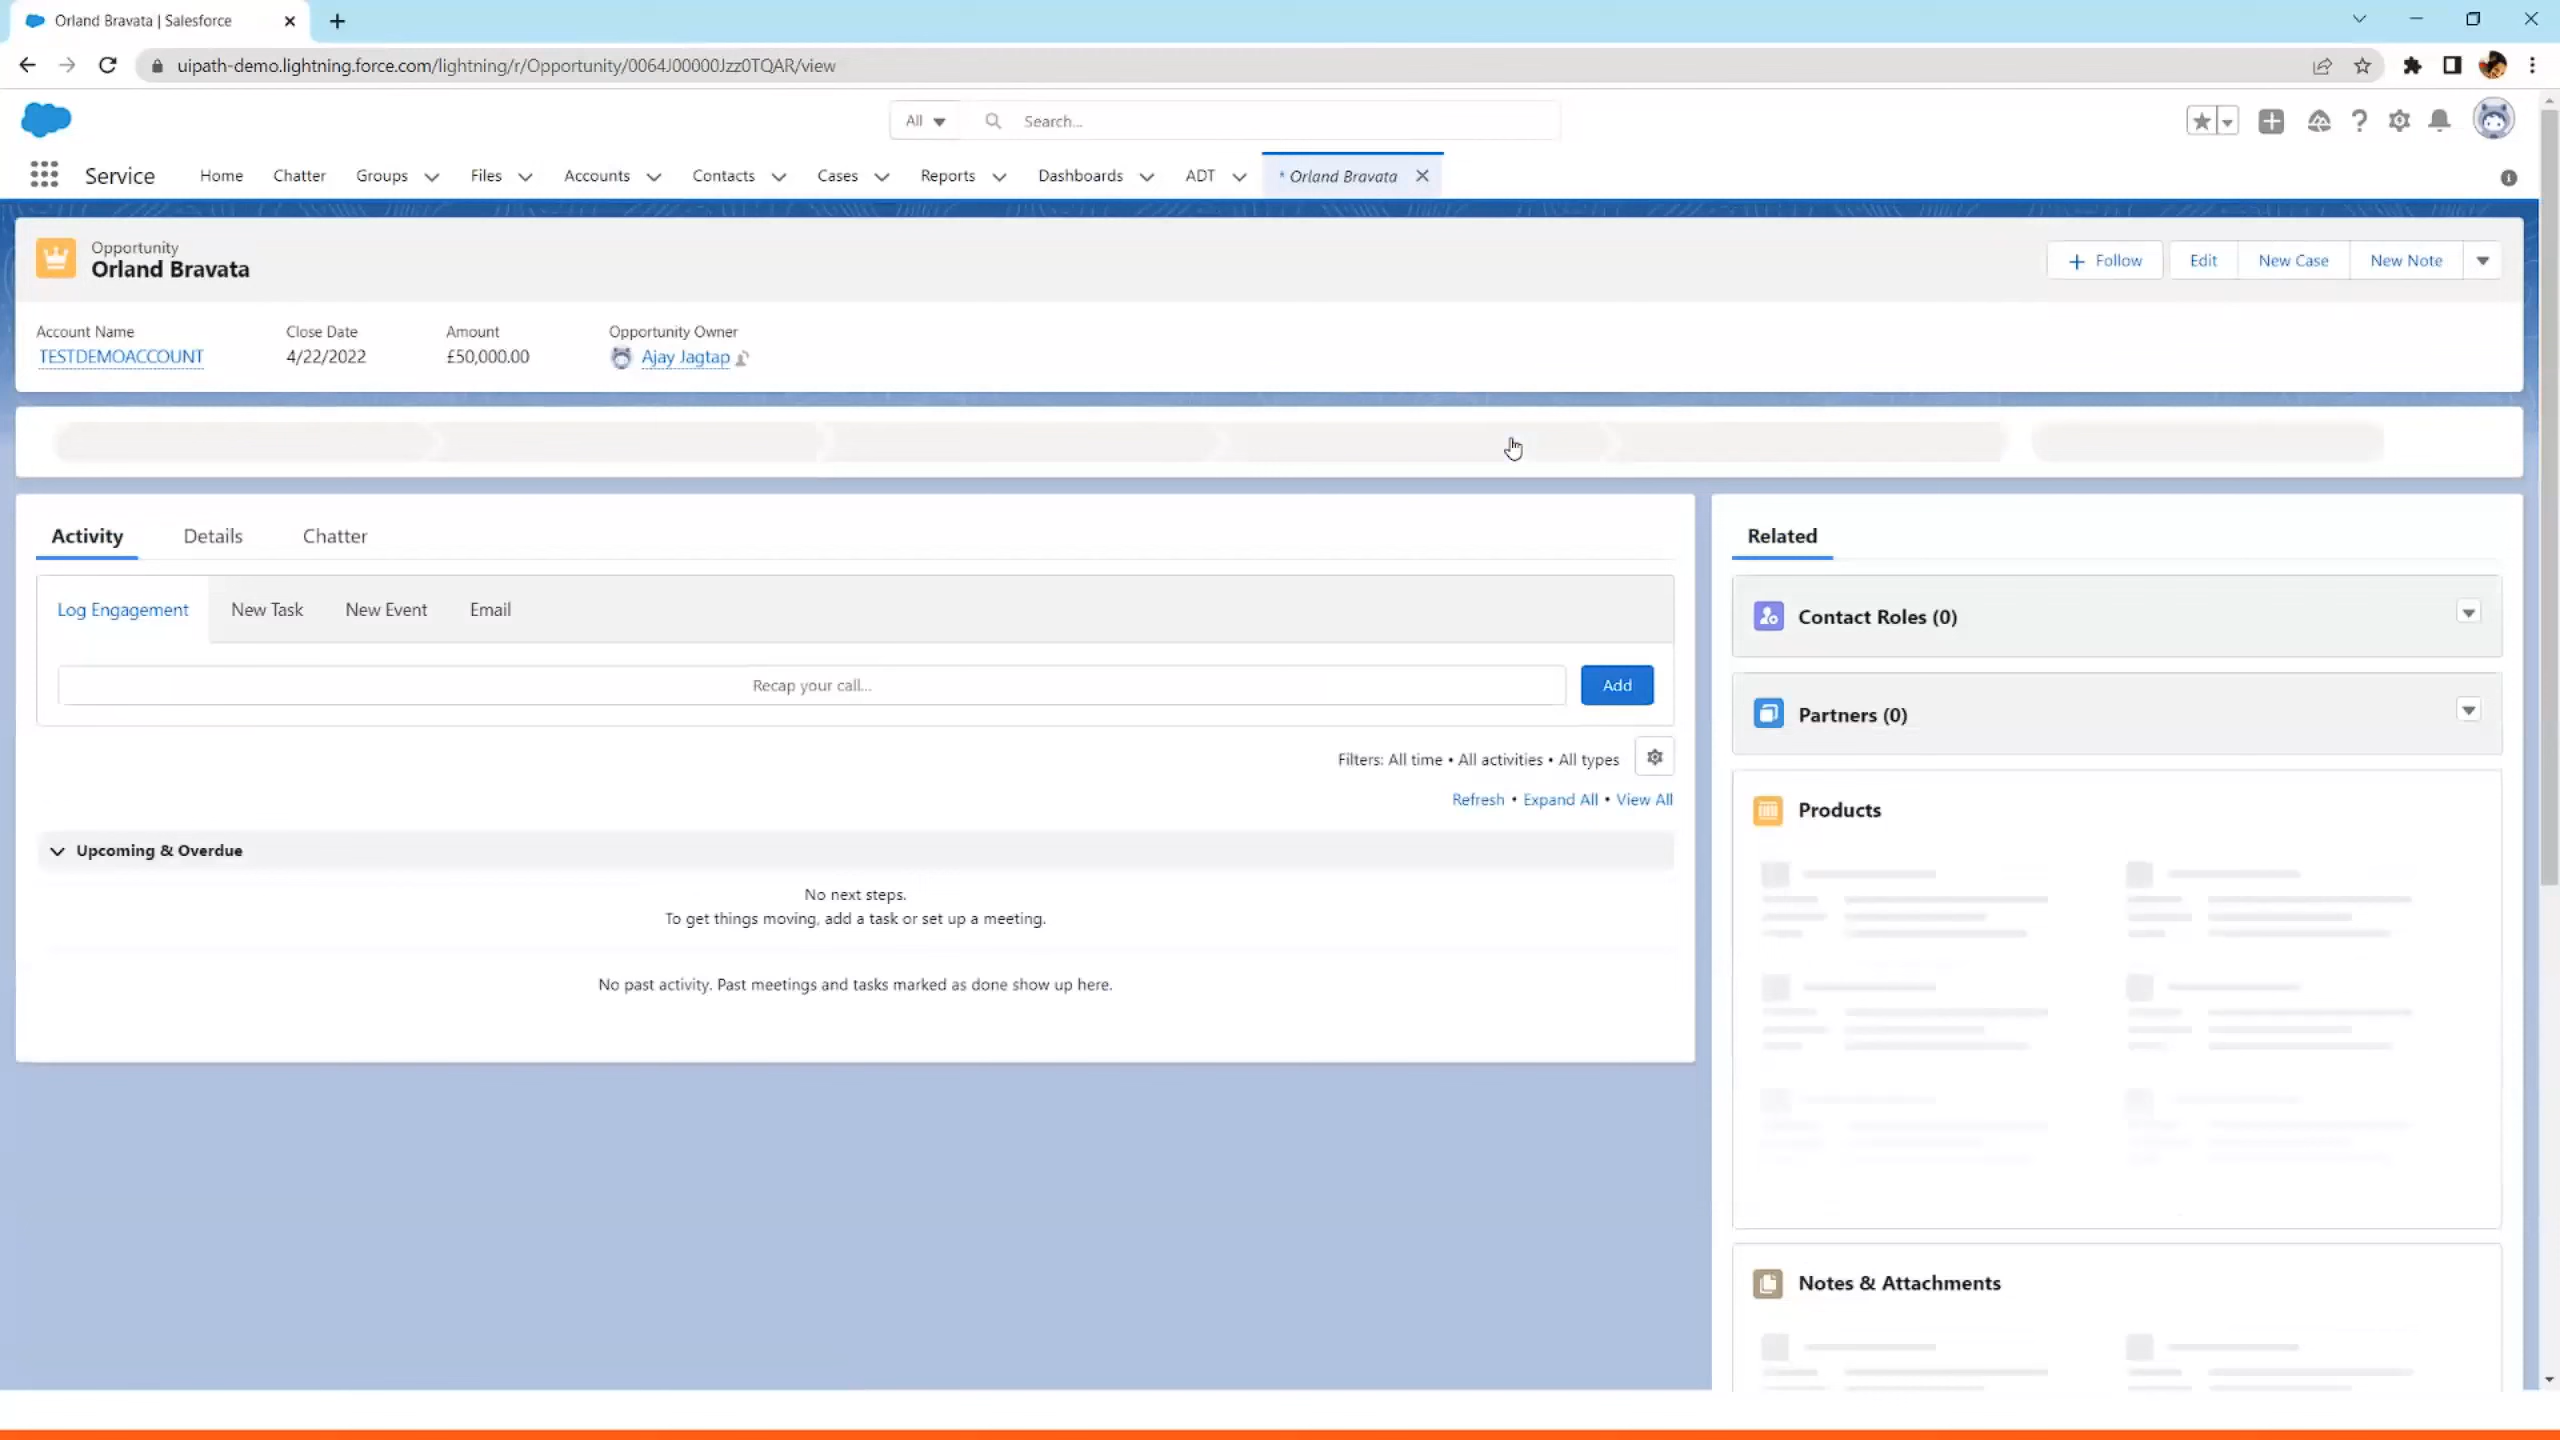 Orland Bravata | Salesforce
uipath-demo.lightning.force.com/lightning/r/Opportunity/0064J00000Jzz0TQAR/view
All
Search...
Service
Home
Chatter
Groups
Files
Accounts
Contacts
Cases
Reports
Dashboards
ADT
* Orland Bravata
Opportunity
Orland Bravata
Follow
Edit
New Case
New Note
Account Name
TESTDEMOACCOUNT
Close Date
4/22/2022
Amount
£50,000.00
Opportunity Owner
Ajay Jagtap
Activity
Details
Chatter
Log Engagement
New Task
New Event
Email
Recap your call...
Add
Filters: All time • All activities • All types
Refresh • Expand All • View All
Upcoming & Overdue
No next steps.
To get things moving, add a task or set up a meeting.
No past activity. Past meetings and tasks marked as done show up here.
Related
Contact Roles (0)
Partners (0)
Products
Notes & Attachments